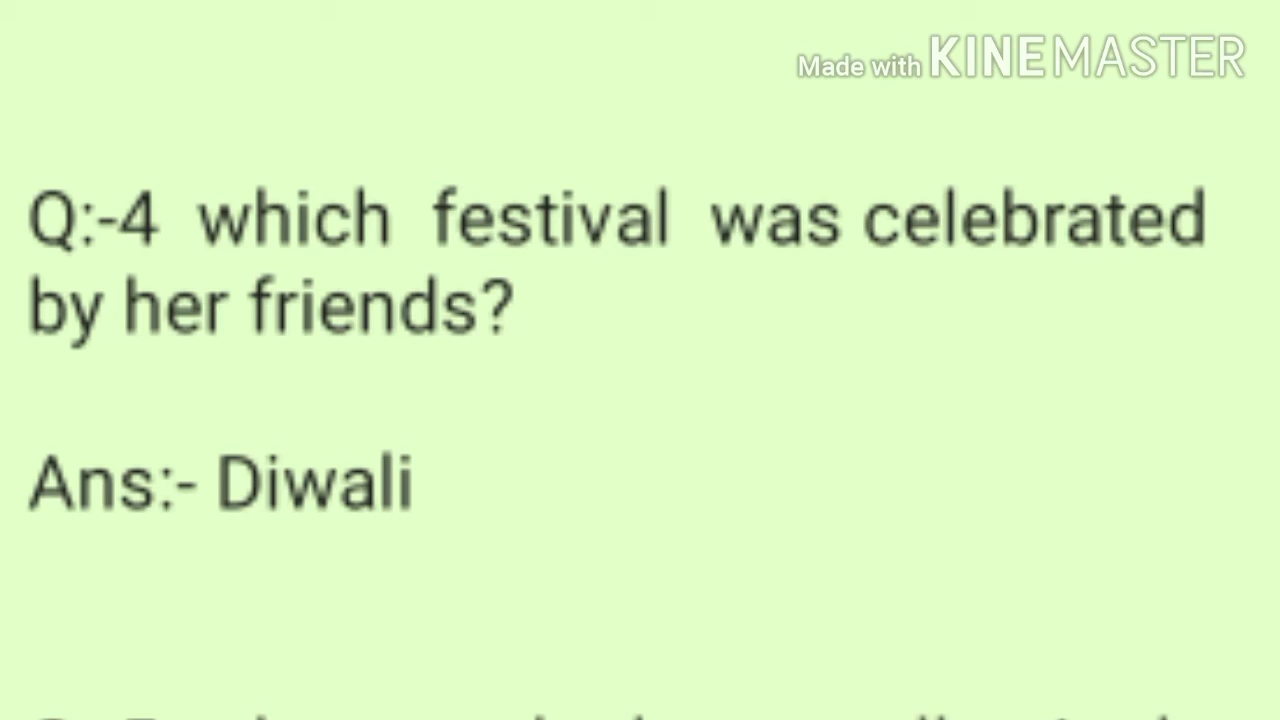 Made with KINEMASTER
Q:-4 which festival was celebrated
by her friends?
Ans:- Diwali